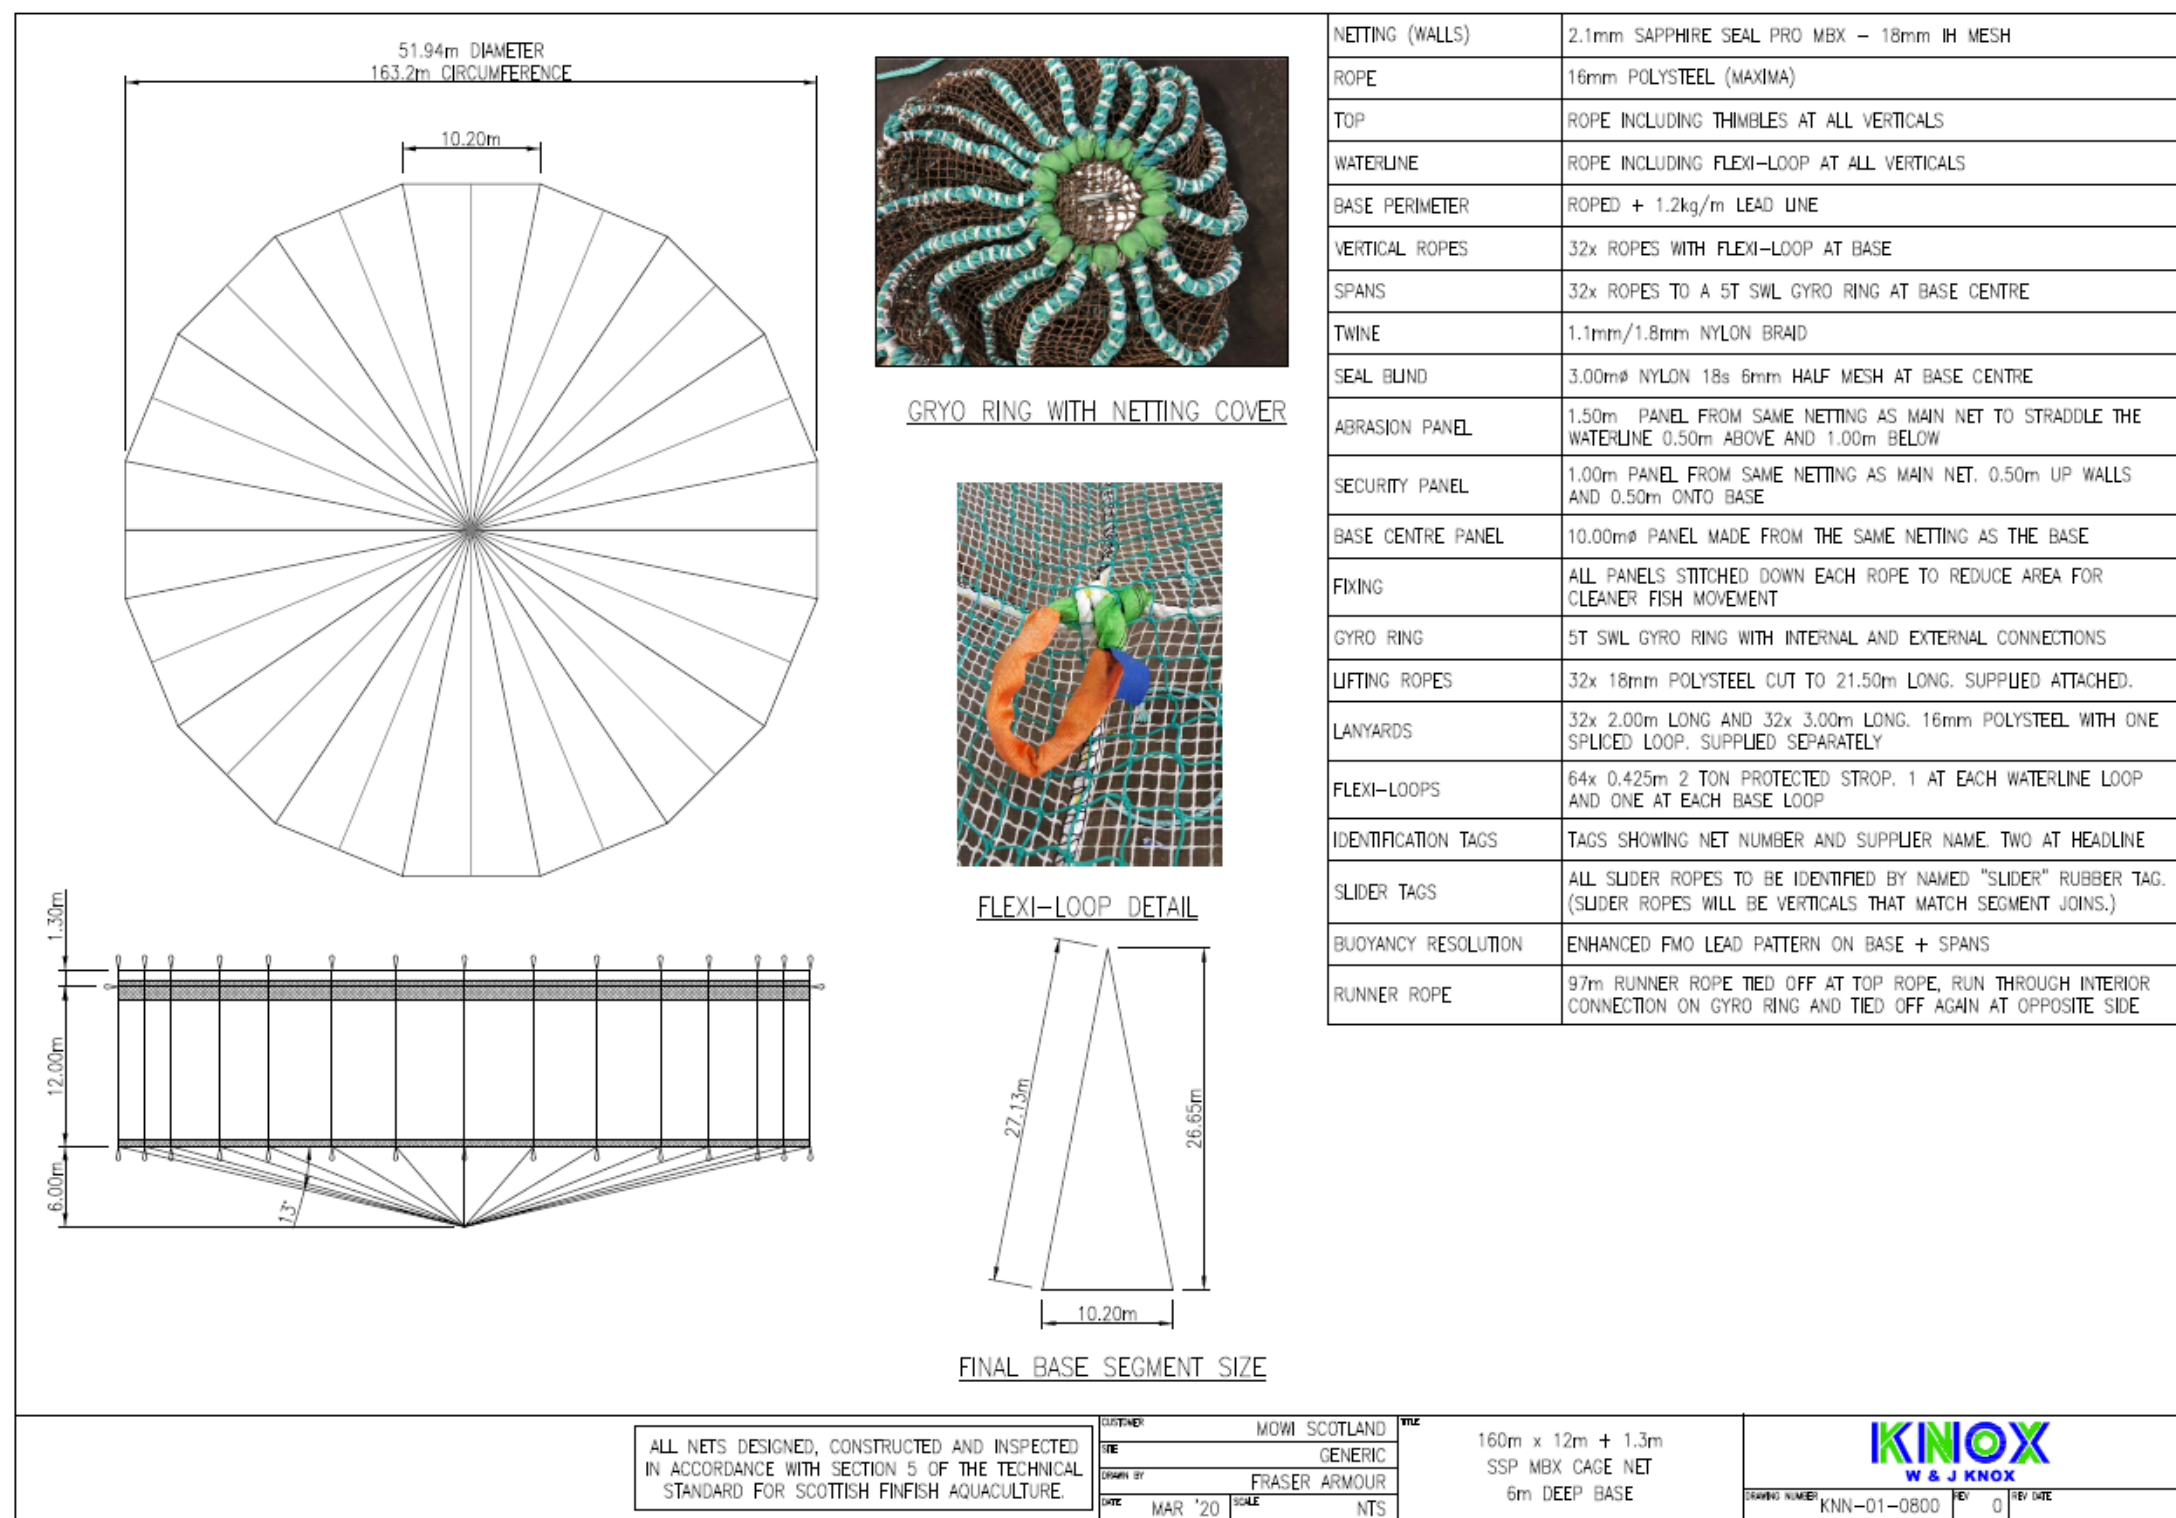 51.94m DIAMETER
163.2m CIRCUMFERENCE
10.20m
GRYO RING WITH NETTING COVER
FLEXI-LOOP DETAIL
1.30m
12.00m
6.00m
13°
27.13m
26.65m
10.20m
FINAL BASE SEGMENT SIZE
NETTING (WALLS)
2.1mm SAPPHIRE SEAL PRO MBX - 18mm IH MESH
ROPE
16mm POLYSTEEL (MAXIMA)
TOP
ROPE INCLUDING THIMBLES AT ALL VERTICALS
WATERLINE
ROPE INCLUDING FLEXI-LOOP AT ALL VERTICALS
BASE PERIMETER
ROPED + 1.2kg/m LEAD LINE
VERTICAL ROPES
32x ROPES WITH FLEXI-LOOP AT BASE
SPANS
32x ROPES TO A 5T SWL GYRO RING AT BASE CENTRE
TWINE
1.1mm/1.8mm NYLON BRAID
SEAL BLIND
3.00mø NYLON 18s 6mm HALF MESH AT BASE CENTRE
ABRASION PANEL
1.50m PANEL FROM SAME NETTING AS MAIN NET TO STRADDLE THE
WATERLINE 0.50m ABOVE AND 1.00m BELOW
SECURITY PANEL
1.00m PANEL FROM SAME NETTING AS MAIN NET. 0.50m UP WALLS
AND 0.50m ONTO BASE
BASE CENTRE PANEL
10.00mø PANEL MADE FROM THE SAME NETTING AS THE BASE
FIXING
ALL PANELS STITCHED DOWN EACH ROPE TO REDUCE AREA FOR
CLEANER FISH MOVEMENT
GYRO RING
5T SWL GYRO RING WITH INTERNAL AND EXTERNAL CONNECTIONS
LIFTING ROPES
32x 18mm POLYSTEEL CUT TO 21.50m LONG. SUPPLIED ATTACHED.
LANYARDS
32x 2.00m LONG AND 32x 3.00m LONG. 16mm POLYSTEEL WITH ONE
SPLICED LOOP. SUPPLIED SEPARATELY
FLEXI-LOOPS
64x 0.425m 2 TON PROTECTED STROP. 1 AT EACH WATERLINE LOOP
AND ONE AT EACH BASE LOOP
IDENTIFICATION TAGS
TAGS SHOWING NET NUMBER AND SUPPLIER NAME. TWO AT HEADLINE
SLIDER TAGS
ALL SLIDER ROPES TO BE IDENTIFIED BY NAMED "SLIDER" RUBBER TAG.
(SLIDER ROPES WILL BE VERTICALS THAT MATCH SEGMENT JOINS.)
BUOYANCY RESOLUTION
ENHANCED FMO LEAD PATTERN ON BASE + SPANS
RUNNER ROPE
97m RUNNER ROPE TIED OFF AT TOP ROPE, RUN THROUGH INTERIOR
CONNECTION ON GYRO RING AND TIED OFF AGAIN AT OPPOSITE SIDE
ALL NETS DESIGNED, CONSTRUCTED AND INSPECTED
IN ACCORDANCE WITH SECTION 5 OF THE TECHNICAL
STANDARD FOR SCOTTISH FINFISH AQUACULTURE.
CUSTOMER
MOWI SCOTLAND
SITE
GENERIC
DRAWN BY
FRASER ARMOUR
DATE
MAR '20
SCALE
NTS
TITLE
160m x 12m + 1.3m
SSP MBX CAGE NET
6m DEEP BASE
KNOX
W & J KNOX
DRAWING NUMBER
KNN-01-0800
REV
0
REV DATE